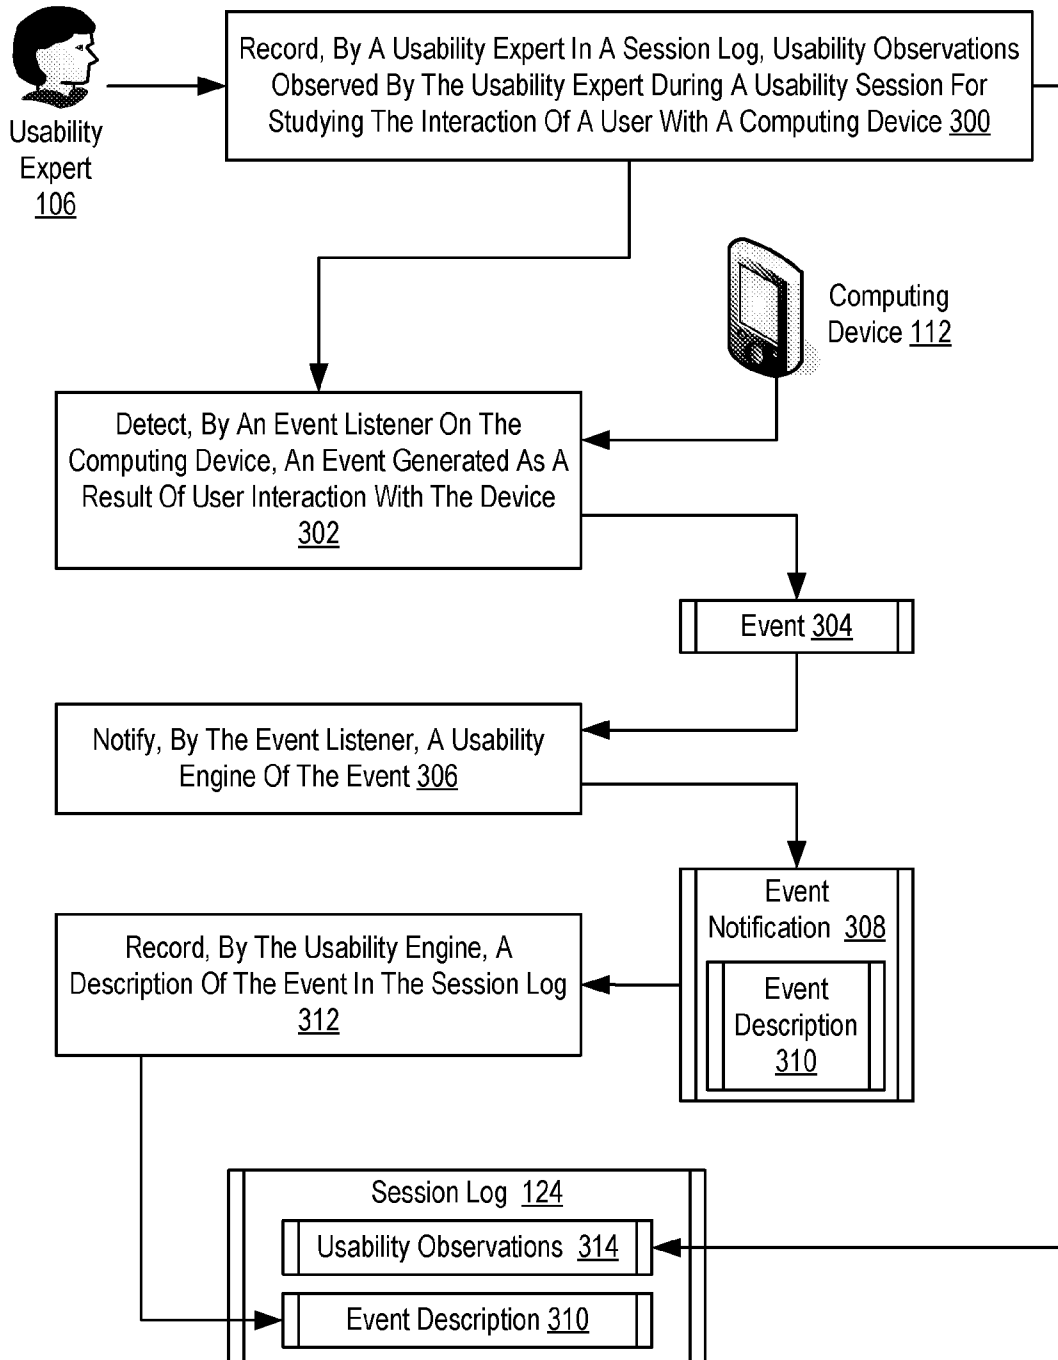 Record, By A Usability Expert In A Session Log, Usability Observations
Observed By The Usability Expert During A Usability Session For
Studying The Interaction Of A User With A Computing Device 300
Usability
Expert
106
Computing
Device 112
Detect, By An Event Listener On The
Computing Device, An Event Generated As A
Result Of User Interaction With The Device
302
Event 304
Notify, By The Event Listener, A Usability
Engine Of The Event 306
Event
Notification 308
Event
Description
310
Record, By The Usability Engine, A
Description Of The Event In The Session Log
312
Session Log 124
Usability Observations 314
Event Description 310